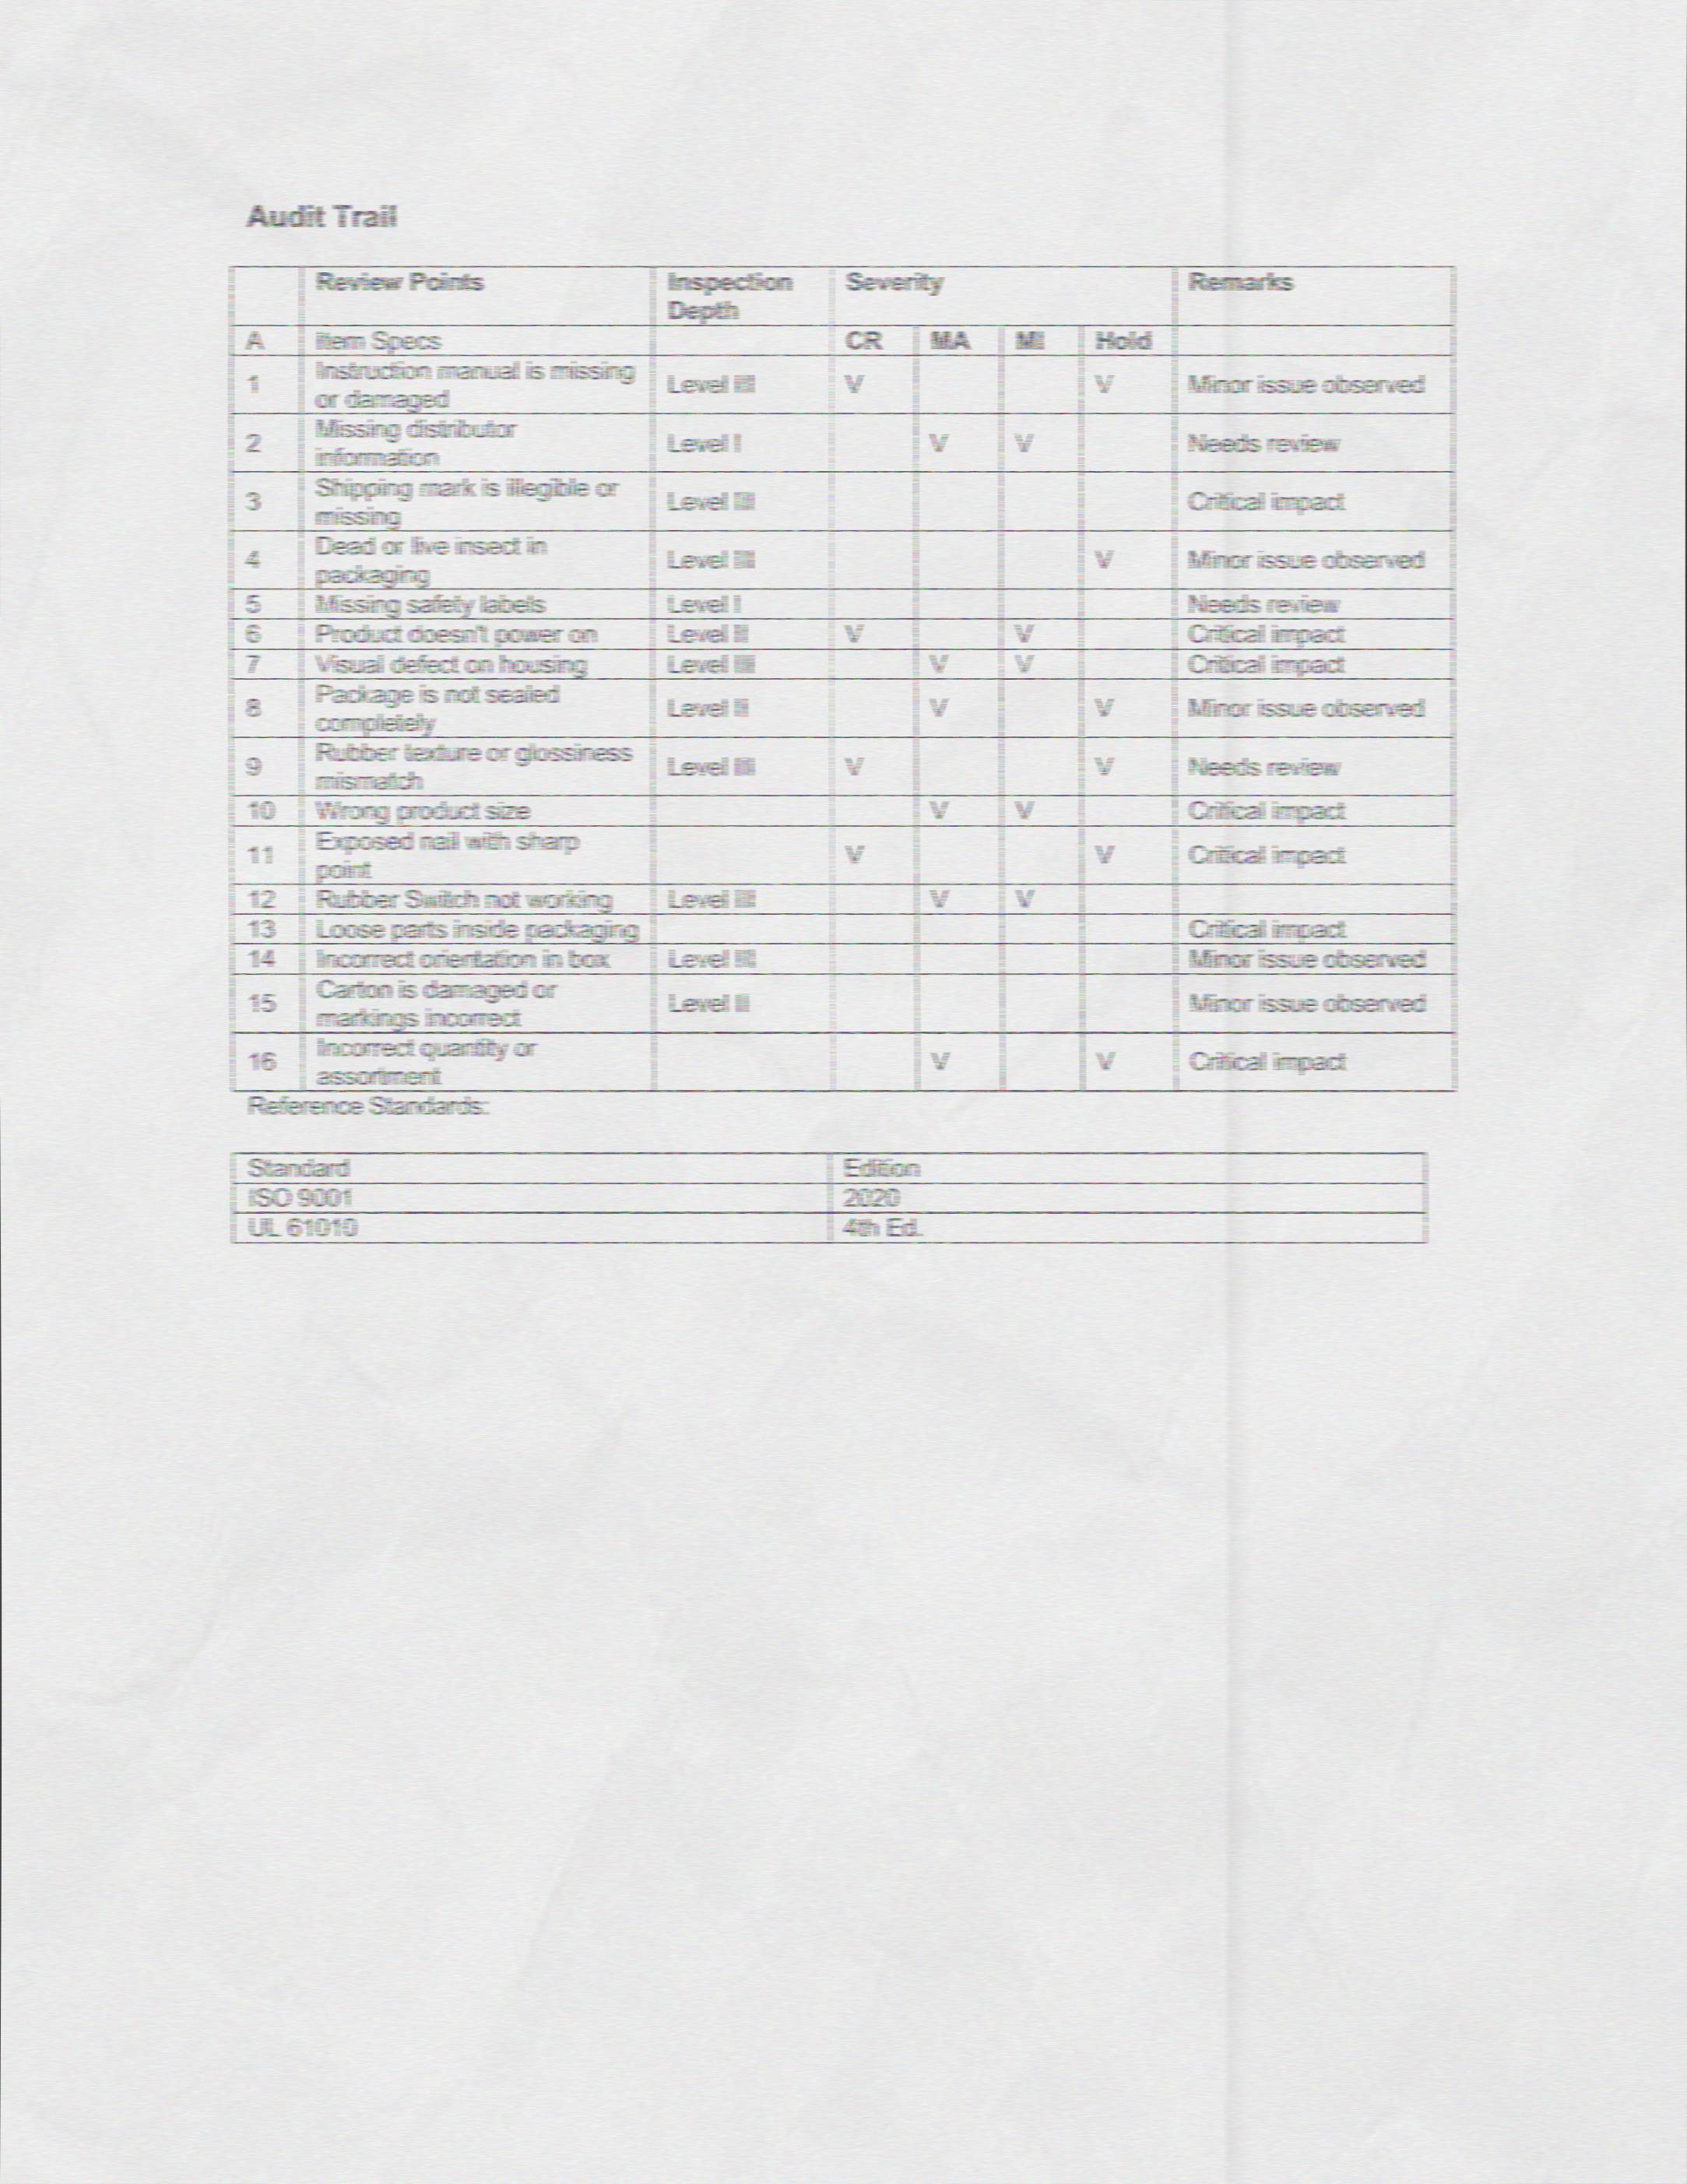 Audit Trail
Review Points Inspection Depth Severity Remarks
A Item Specs CR MA MI Hold
1 Instruction manual is missing or damaged Level III V V Minor issue observed
2 Missing distributor information Level I V V Needs review
3 Shipping mark is illegible or missing Level III Critical impact
4 Dead or live insect in packaging Level III V Minor issue observed
5 Missing safety labels Level I Needs review
6 Product doesn't power on Level II V V Critical impact
7 Visual defect on housing Level III V V Critical impact
8 Package is not sealed completely Level II V V Minor issue observed
9 Rubber texture or glossiness mismatch Level III V V Needs review
10 Wrong product size V V Critical impact
11 Exposed nail with sharp point V V Critical impact
12 Rubber Switch not working Level III V V
13 Loose parts inside packaging Critical impact
14 Incorrect orientation in box Level III Minor issue observed
15 Carton is damaged or markings incorrect Level II Minor issue observed
16 Incorrect quantity or assortment V V Critical impact
Reference Standards:
Standard Edition
ISO 9001 2020
UL 61010 4th Ed.